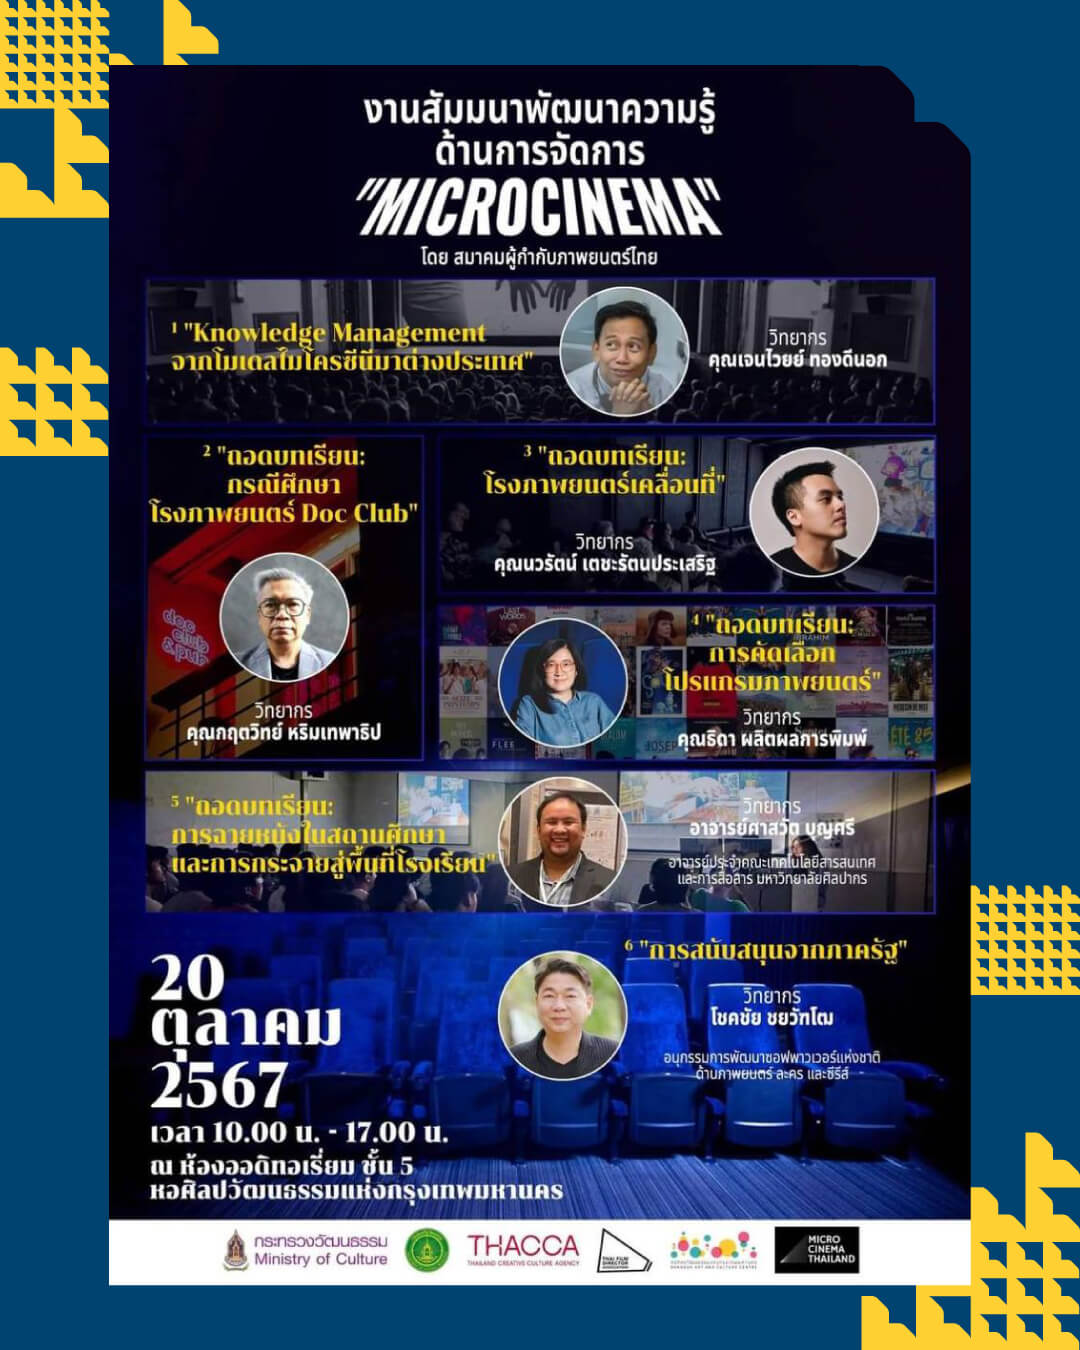 งานสัมมนาพัฒนาความรู้
ด้านการจัดการ
"MICROCINEMA"
โดย สมาคมผู้กำกับภาพยนตร์ไทย
1 "Knowledge Management
จากโมเดลไมโครซีนีมาต่างประเทศ"
วิทยากร
คุณเจนไวยย์ ทองดีนอก
2 "ถอดบทเรียน:
กรณีศึกษา
โรงภาพยนตร์ Doc Club"
doc
club
& pub
วิทยากร
คุณกฤตวิทย์ หริมเทพาธิป
3 "ถอดบทเรียน:
โรงภาพยนตร์เคลื่อนที่"
วิทยากร
คุณนวรัตน์ เตชะรัตนประเสริฐ
4 "ถอดบทเรียน:
การคัดเลือก
โปรแกรมภาพยนตร์"
วิทยากร
คุณธิดา ผลิตผลการพิมพ์
LAST
WORDS
FLEE
ÉTÉ 85
5 "ถอดบทเรียน:
การฉายหนังในสถานศึกษา
และการกระจายสู่พื้นที่โรงเรียน"
วิทยากร
อาจารย์ศาสวัต บุญศรี
อาจารย์ประจำคณะเทคโนโลยีสารสนเทศ
และการสื่อสาร มหาวิทยาลัยศิลปากร
6 "การสนับสนุนจากภาครัฐ"
วิทยากร
โชคชัย ชยวัฑโฒ
อนุกรรมการพัฒนาซอฟพาวเวอร์แห่งชาติ
ด้านภาพยนตร์ ละคร และซีรีส์
20
ตุลาคม
2567
เวลา 10.00 น. - 17.00 น.
ณ ห้องออดิทอเรี่ยม ชั้น 5
หอศิลปวัฒนธรรมแห่งกรุงเทพมหานคร
กระทรวงวัฒนธรรม
Ministry of Culture
THACCA
THAILAND CREATIVE CULTURE AGENCY
THAI FILM
DIRECTOR
ASSOCIATION
BANGKOK ART AND CULTURE CENTRE
MICRO
CINEMA
THAILAND